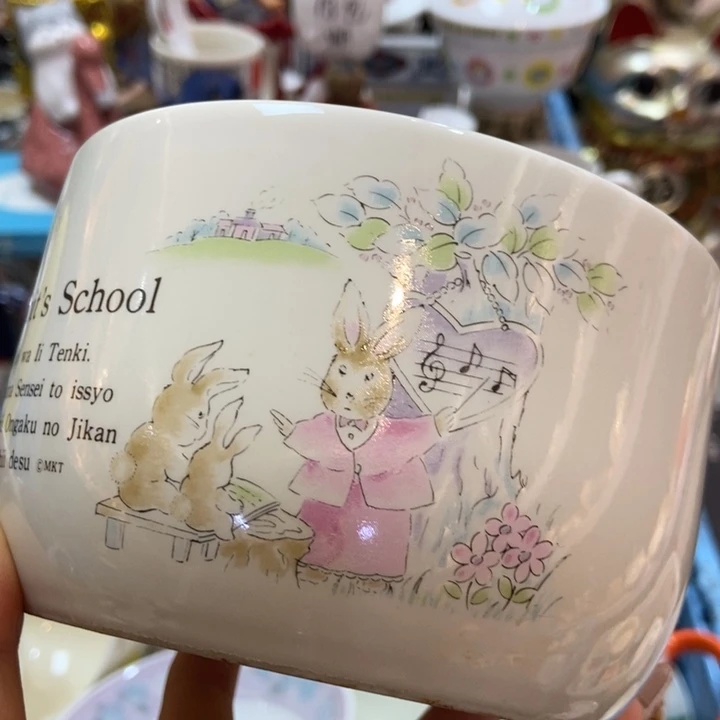 's School
wa Ii Tenki.
Sensei to issyo
Ongaku no Jikan
desu ©MKT